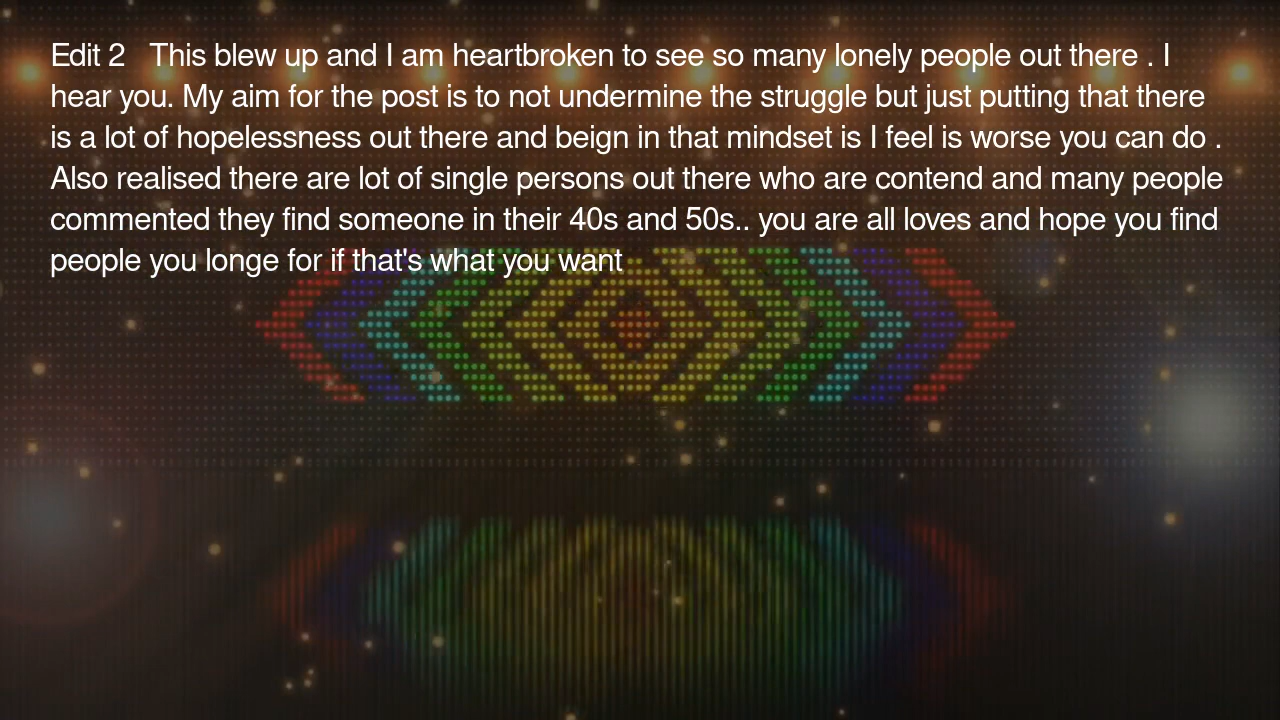 Edit 2   This blew up and I am heartbroken to see so many lonely people out there . I
hear you. My aim for the post is to not undermine the struggle but just putting that there
is a lot of hopelessness out there and beign in that mindset is I feel is worse you can do .
Also realised there are lot of single persons out there who are contend and many people
commented they find someone in their 40s and 50s.. you are all loves and hope you find
people you longe for if that's what you want